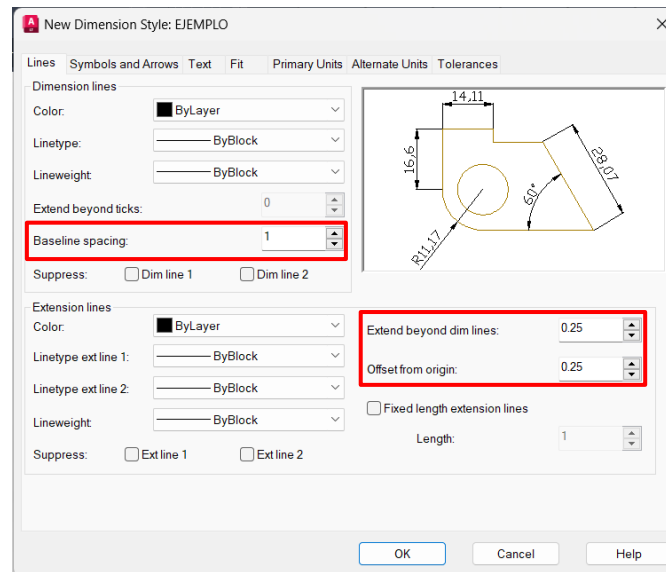 New Dimension Style: EJEMPLO
Lines Symbols and Arrows Text Fit Primary Units Alternate Units Tolerances
Dimension lines
Color: ByLayer
Linetype: ByBlock
Lineweight: ByBlock
Extend beyond ticks: 0
Baseline spacing: 1
Suppress: Dim line 1 Dim line 2
14,11
16,6
28,07
60°
R11,17
Extension lines
Color: ByLayer
Linetype ext line 1: ByBlock
Linetype ext line 2: ByBlock
Lineweight: ByBlock
Suppress: Ext line 1 Ext line 2
Extend beyond dim lines: 0.25
Offset from origin: 0.25
Fixed length extension lines
Length: 1
OK Cancel Help